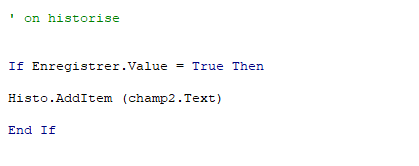 ' on historise
If Enregistrer.Value = True Then
Histo.AddItem (champ2.Text)
End If